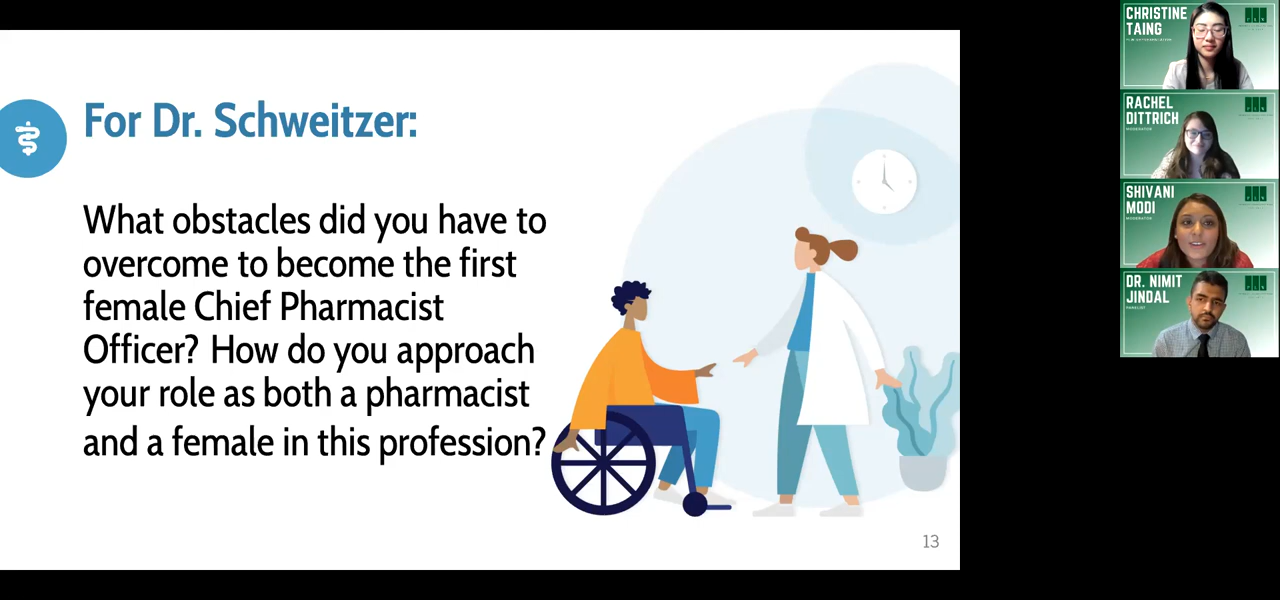 For Dr. Schweitzer:
What obstacles did you have to
overcome to become the first
female Chief Pharmacist
Officer? How do you approach
your role as both a pharmacist
and a female in this profession?
13
CHRISTINE
TAING
RACHEL
DITTRICH
MODERATOR
SHIVANI
MODI
MODERATOR
DR. NIMIT
JINDAL
PANELIST